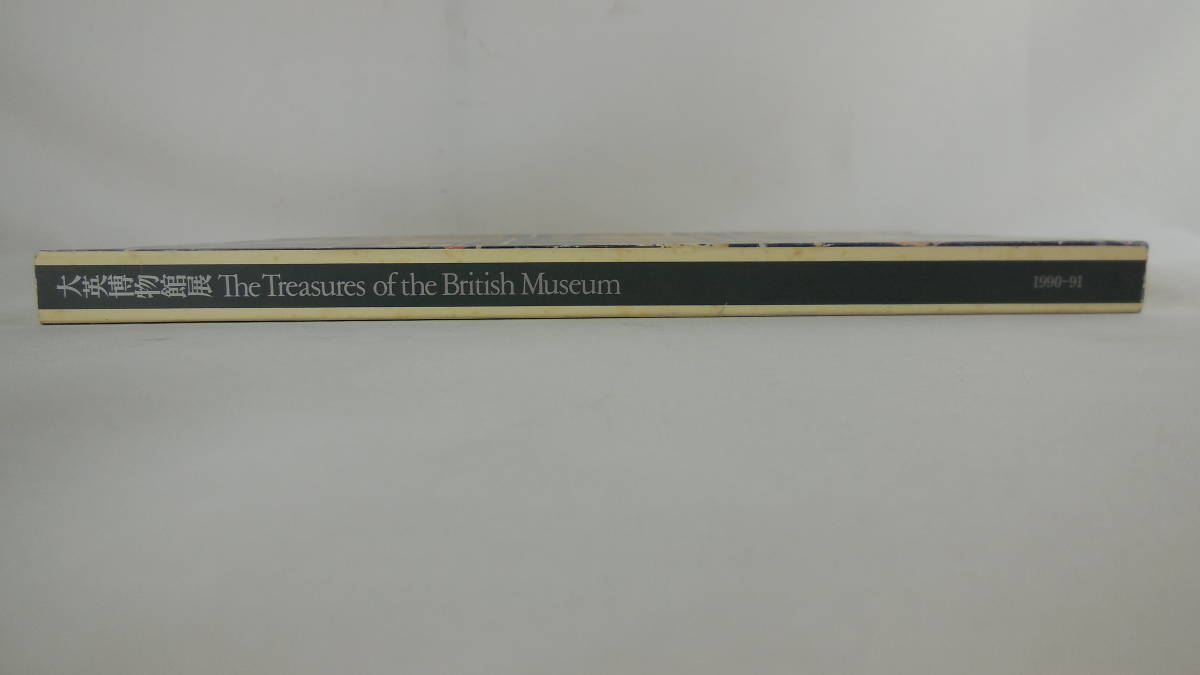 大英博物館展 The Treasures of the British Museum 1990-91